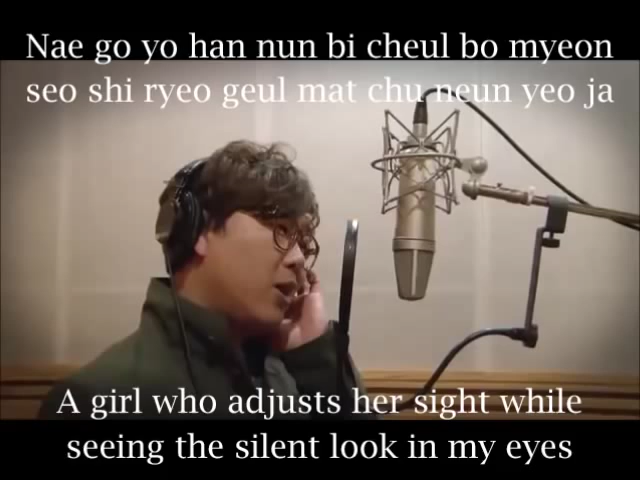 Nae go yo han nun bi cheul bo myeon
seo shi ryeo geul mat chu neun yeo ja
A girl who adjusts her sight while
seeing the silent look in my eyes